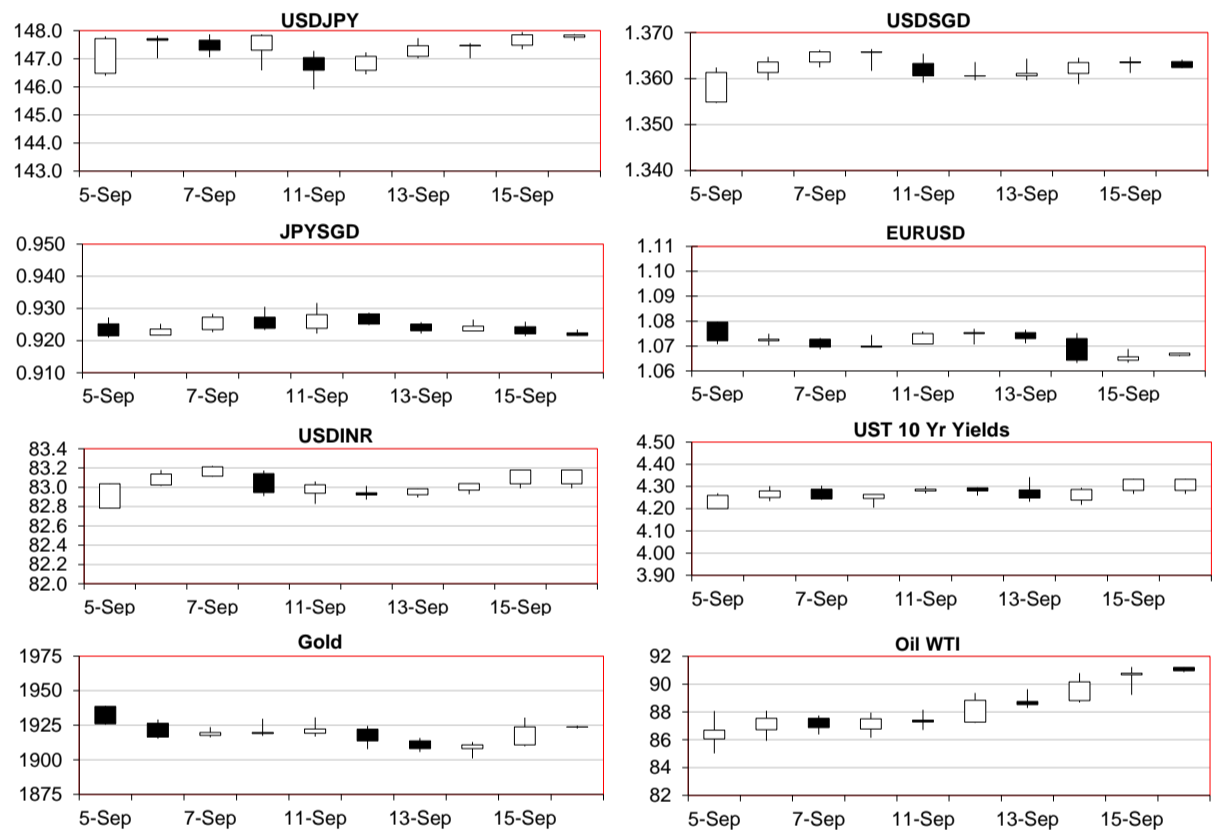 USDJPY
148.0
147.0
146.0
145.0
144.0
143.0
5-Sep 7-Sep 11-Sep 13-Sep 15-Sep
USDSGD
1.370
1.360
1.350
1.340
5-Sep 7-Sep 11-Sep 13-Sep 15-Sep
JPYSGD
0.950
0.940
0.930
0.920
0.910
5-Sep 7-Sep 11-Sep 13-Sep 15-Sep
EURUSD
1.11
1.10
1.09
1.08
1.07
1.06
5-Sep 7-Sep 11-Sep 13-Sep 15-Sep
USDINR
83.4
83.2
83.0
82.8
82.6
82.4
82.2
82.0
5-Sep 7-Sep 11-Sep 13-Sep 15-Sep
UST 10 Yr Yields
4.50
4.40
4.30
4.20
4.10
4.00
3.90
5-Sep 7-Sep 11-Sep 13-Sep 15-Sep
Gold
1975
1950
1925
1900
1875
5-Sep 7-Sep 11-Sep 13-Sep 15-Sep
Oil WTI
92
90
88
86
84
82
5-Sep 7-Sep 11-Sep 13-Sep 15-Sep